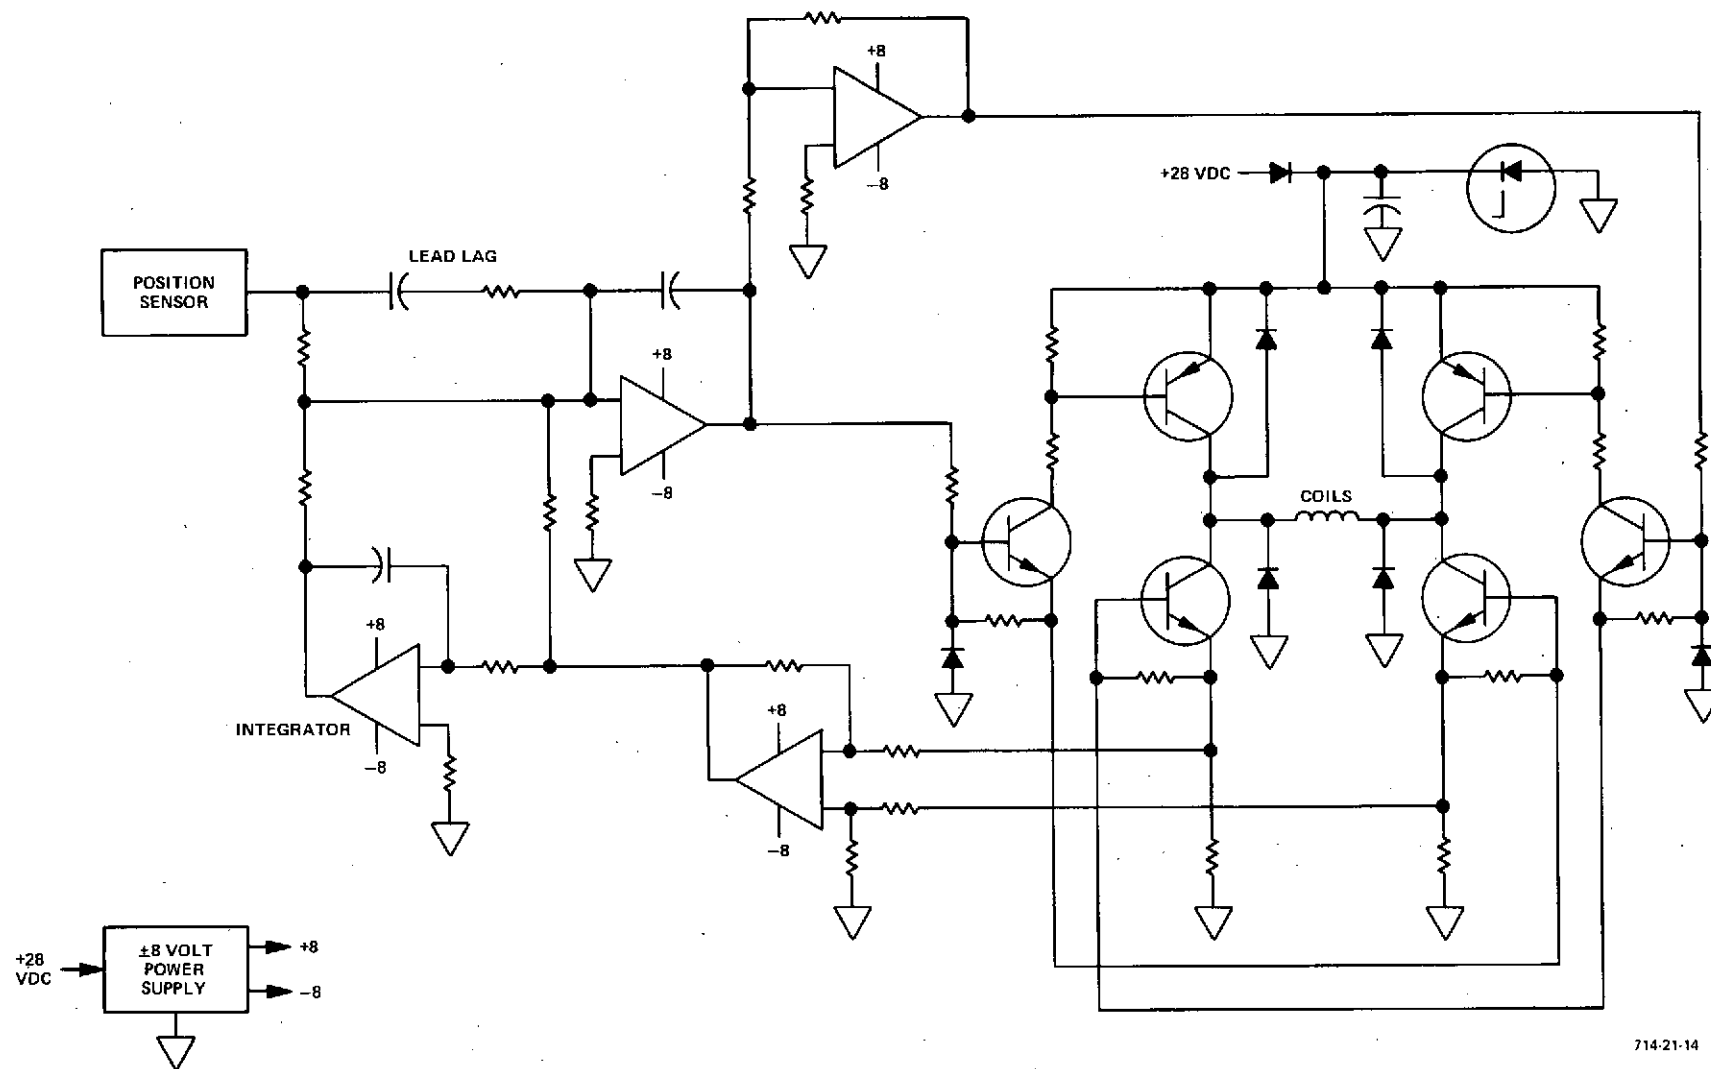 +8
−8
+28 VDC
LEAD LAG
POSITION
SENSOR
+8
−8
COILS
+8
INTEGRATOR
−8
+8
−8
±8 VOLT
POWER
SUPPLY
+28
VDC
+8
−8
714-21-14